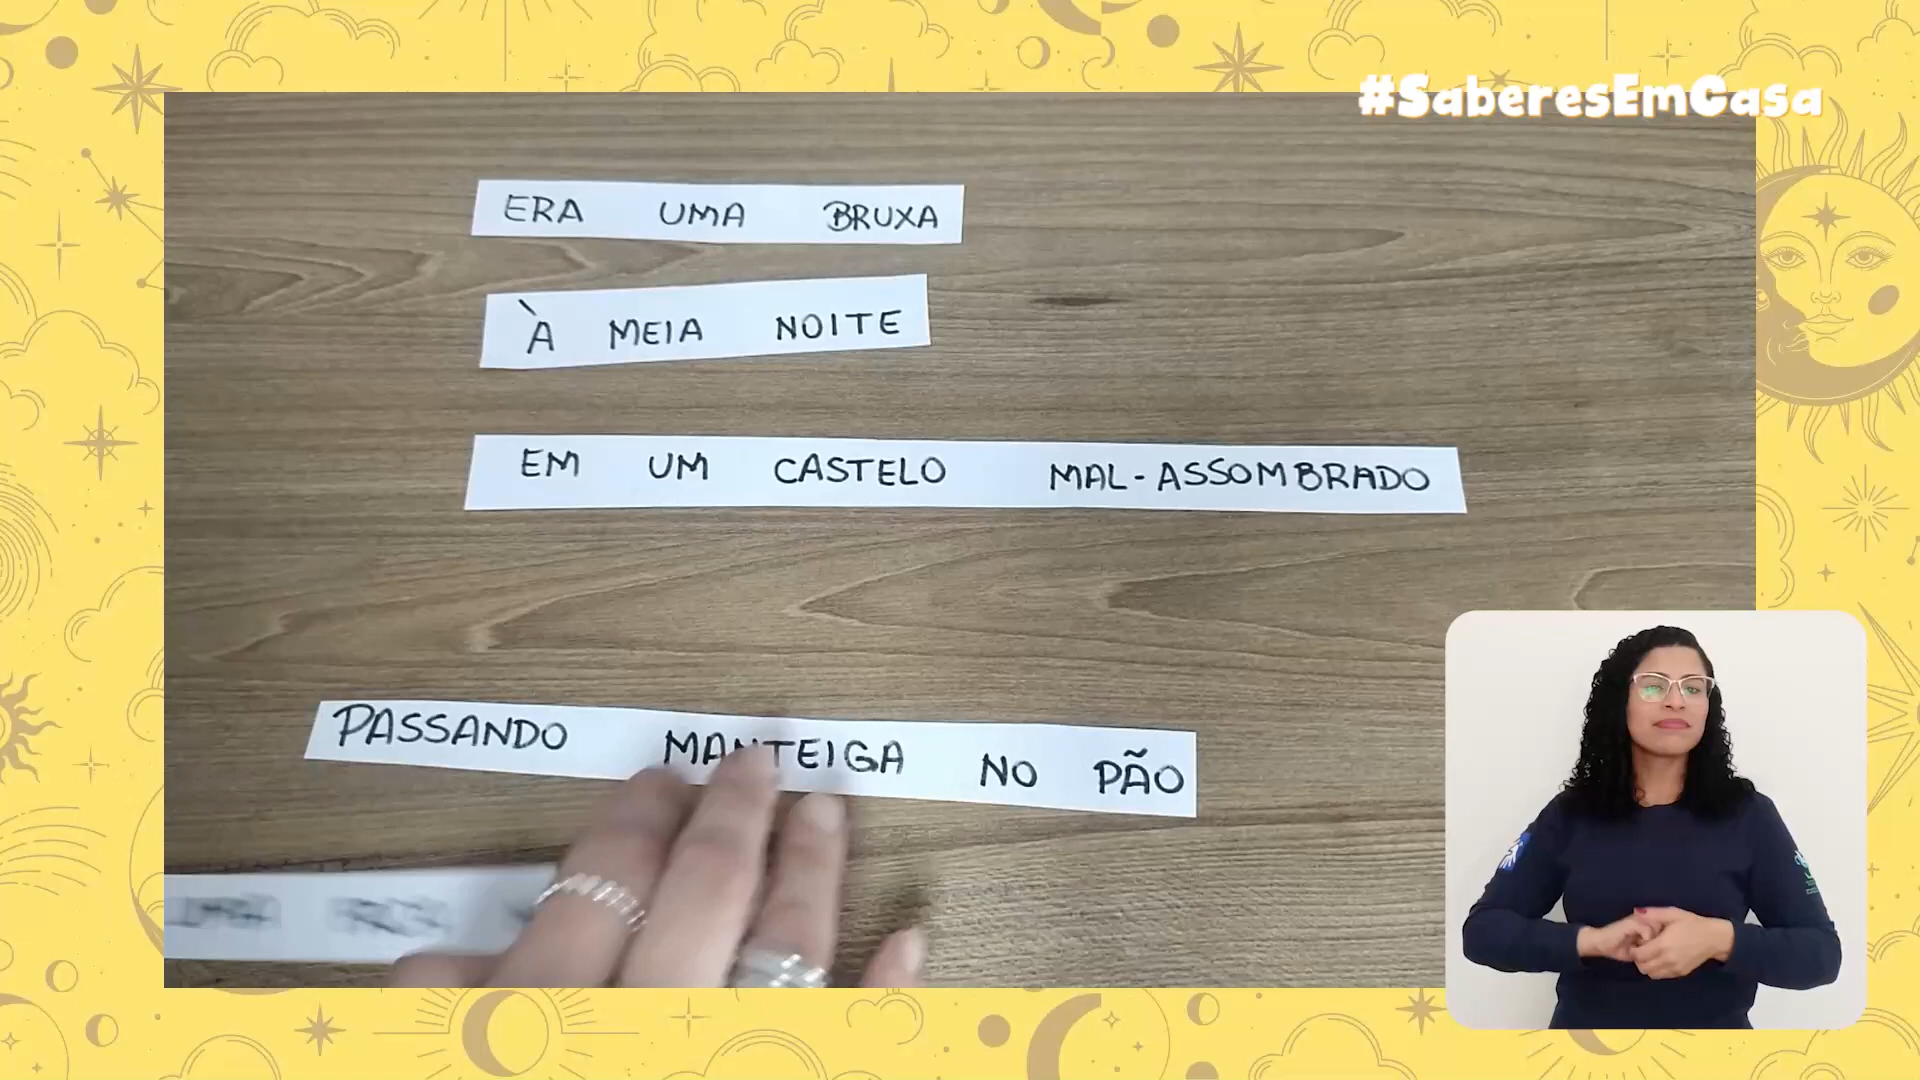 #SaberesEmCasa
ERA UMA BRUXA
À MEIA NOITE
EM UM CASTELO MAL-ASSOMBRADO
PASSANDO MANTEIGA NO PÃO